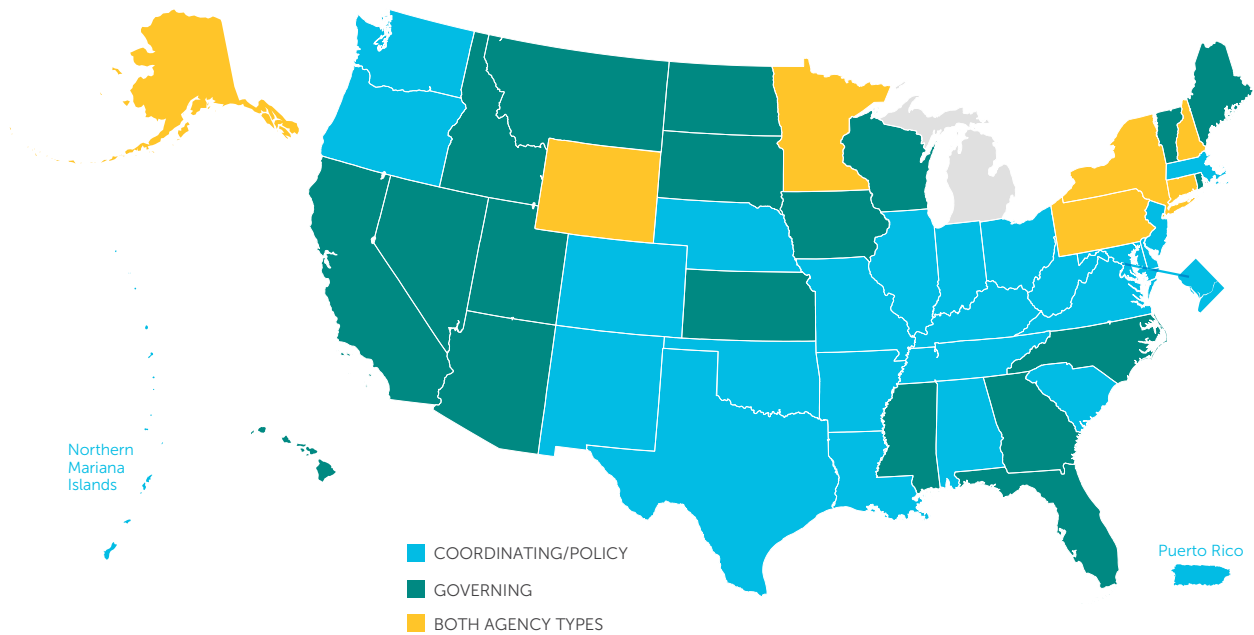 Northern
Mariana
Islands
COORDINATING/POLICY
GOVERNING
BOTH AGENCY TYPES
Puerto Rico